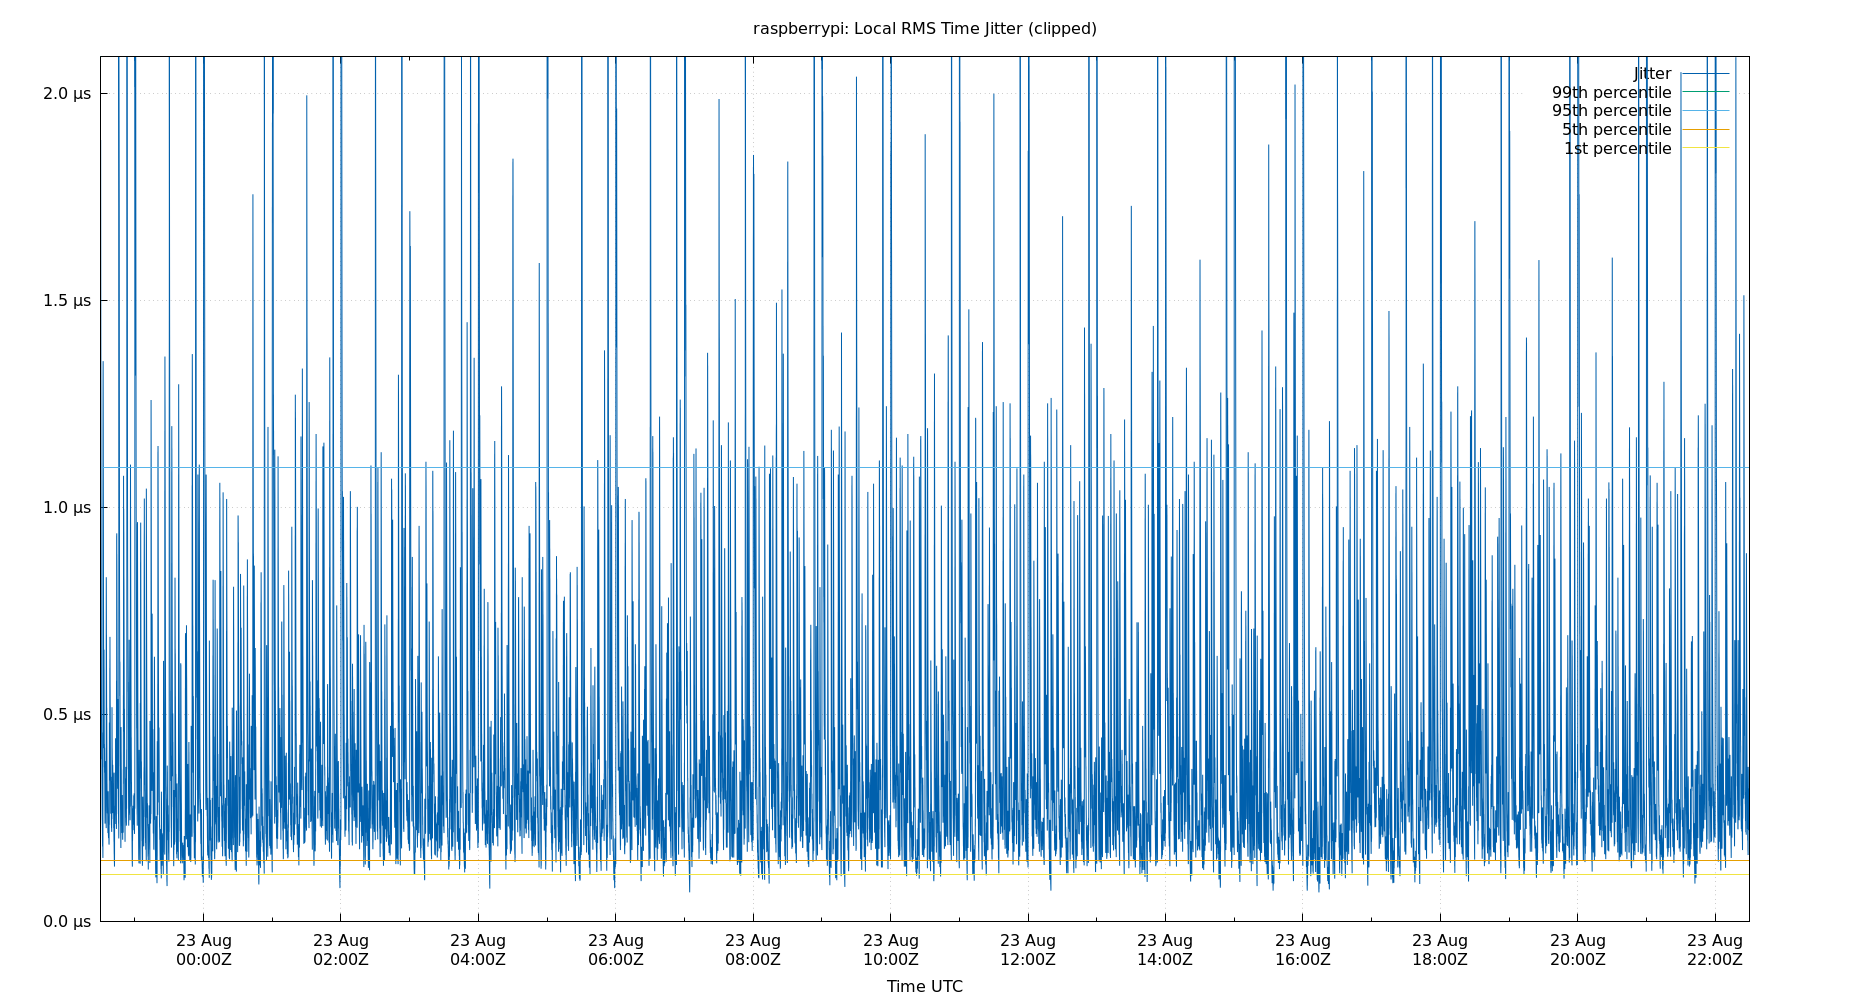 raspberrypi: Local RMS Time Jitter (clipped)
2.0 μs
1.5 μs
1.0 μs
0.5 μs
0.0 μs
Jitter
99th percentile
95th percentile
5th percentile
1st percentile
23 Aug 23 Aug 23 Aug 23 Aug 23 Aug 23 Aug 23 Aug 23 Aug 23 Aug 23 Aug 23 Aug 23 Aug
00:00Z 02:00Z 04:00Z 06:00Z 08:00Z 10:00Z 12:00Z 14:00Z 16:00Z 18:00Z 20:00Z 22:00Z
Time UTC